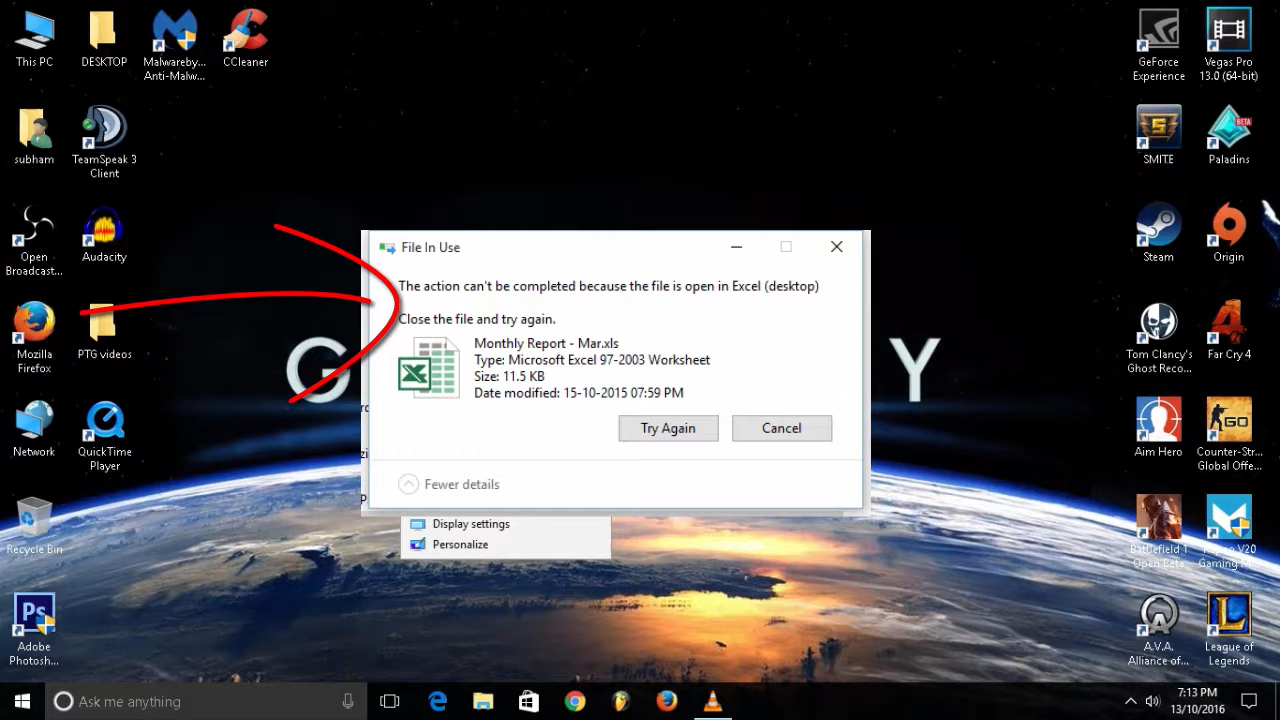 This PC
DESKTOP
Malwareby...
Anti-Malw...
CCleaner
GeForce
Experience
Vegas Pro
13.0 (64-bit)
subham
TeamSpeak 3
Client
SMITE
BETA
Paladins
Open
Broadcast...
Audacity
Steam
Origin
Mozilla
Firefox
PTG videos
Tom Clancy's
Ghost Reco...
Far Cry 4
Network
QuickTime
Player
Aim Hero
GO
Counter-Str...
Global Offe...
Recycle Bin
Battlefield 1
Open Beta
V20
Gaming M...
Ps
Adobe
Photosh...
A.V.A.
Alliance of...
League of
Legends
G Y
File In Use
The action can't be completed because the file is open in Excel (desktop)
Close the file and try again.
Monthly Report - Mar.xls
Type: Microsoft Excel 97-2003 Worksheet
Size: 11.5 KB
Date modified: 15-10-2015 07:59 PM
Try Again
Cancel
Fewer details
Display settings
Personalize
Ask me anything
7:13 PM
13/10/2016